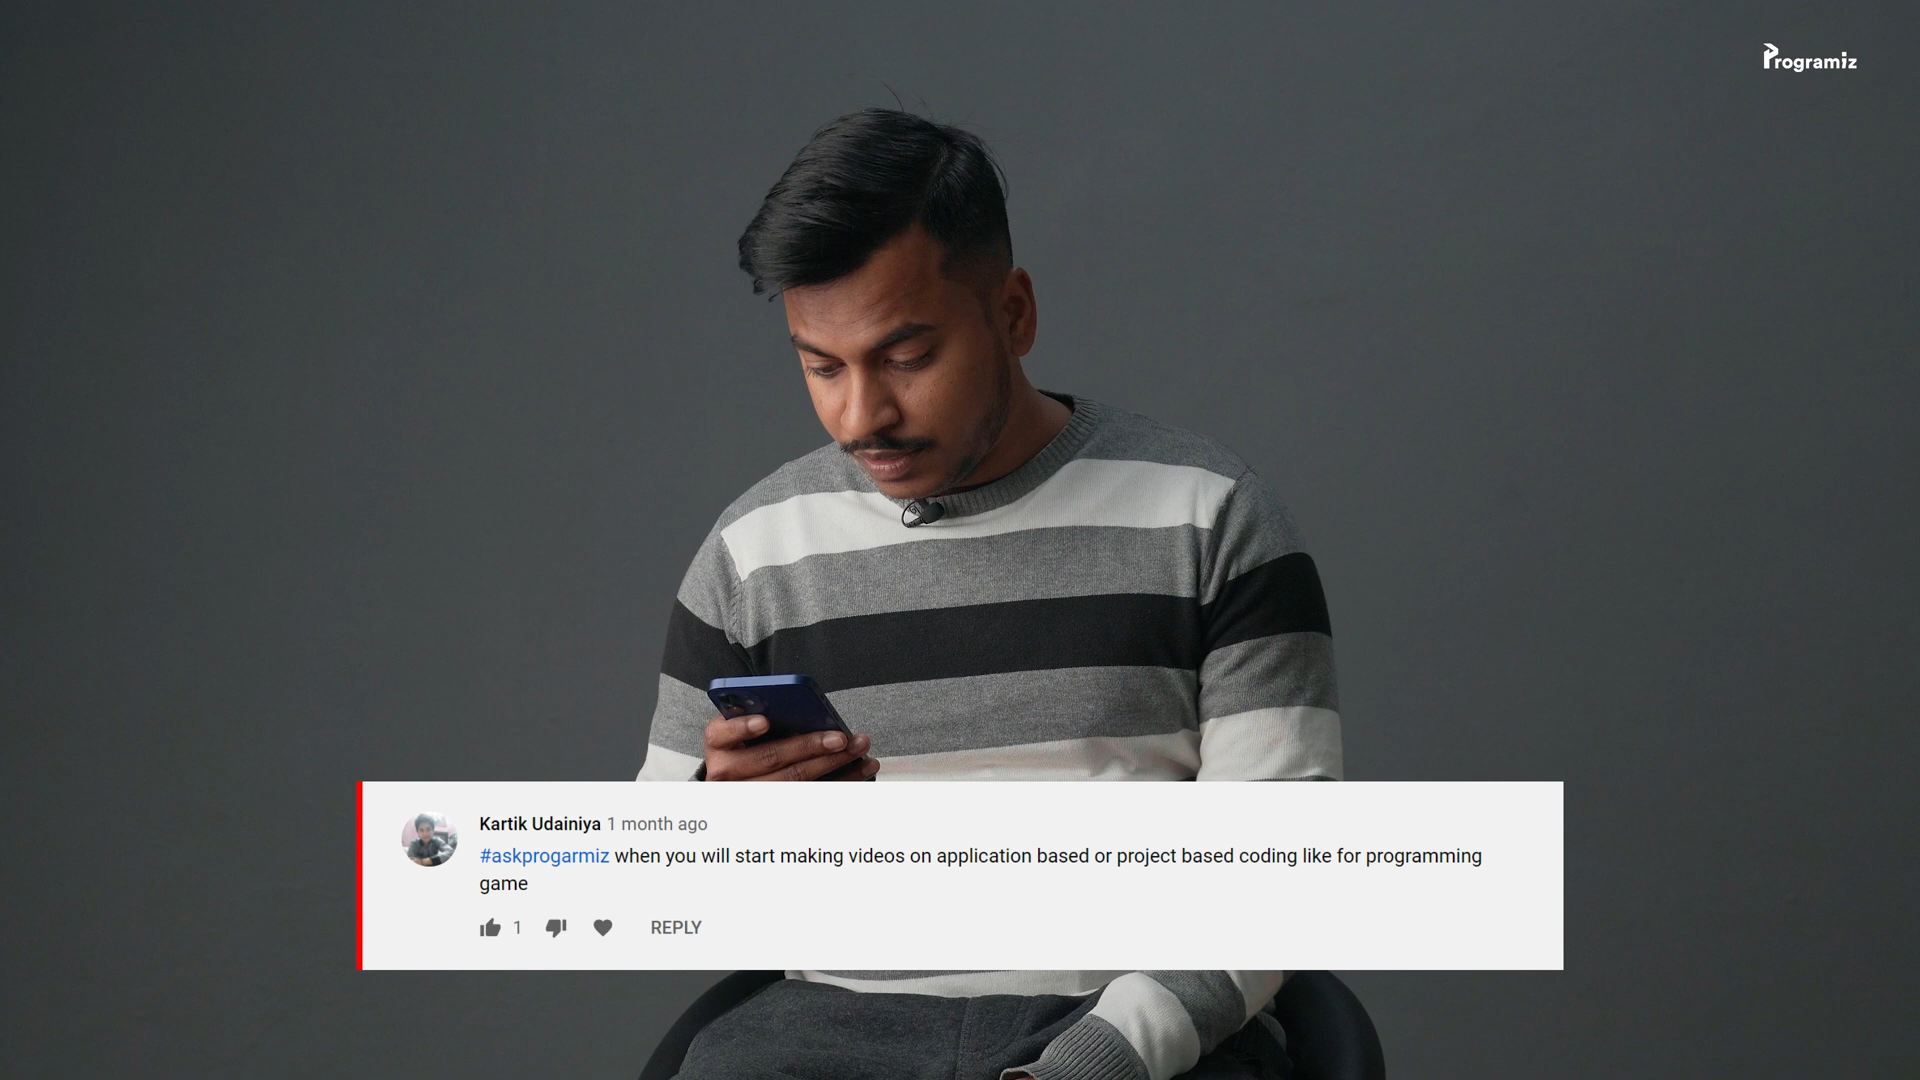 Programiz
Kartik Udainiya 1 month ago
#askprogarmiz when you will start making videos on application based or project based coding like for programming
game
1
REPLY